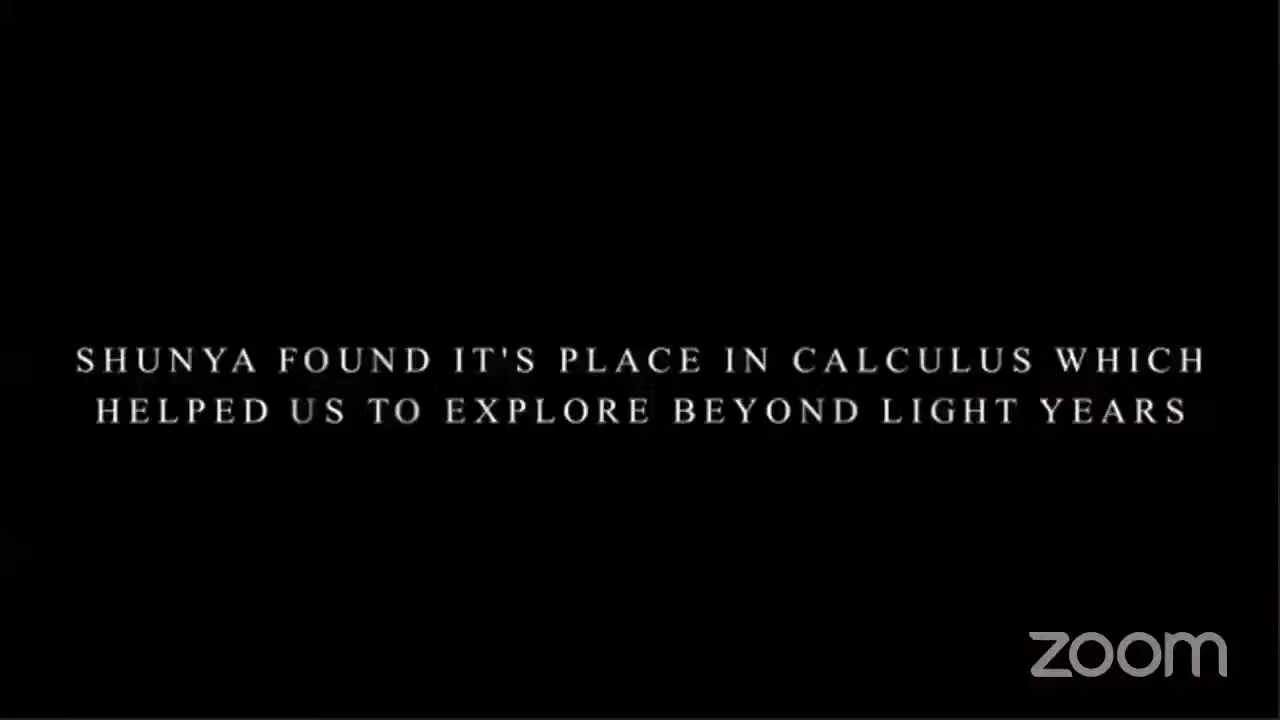 SHUNYA FOUND IT'S PLACE IN CALCULUS WHICH
HELPED US TO EXPLORE BEYOND LIGHT YEARS
zoom